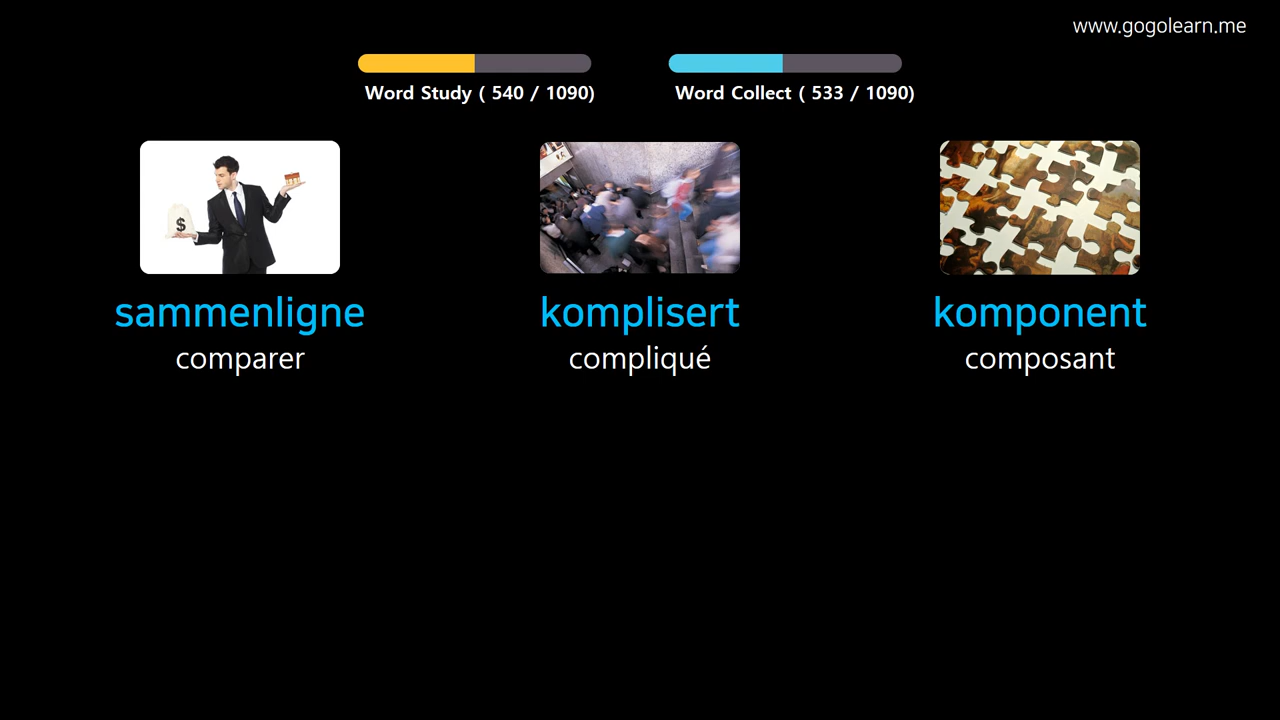 www.gogolearn.me
Word Study ( 540 / 1090)
Word Collect ( 533 / 1090)
$
sammenligne
komplisert
komponent
comparer
compliqué
composant